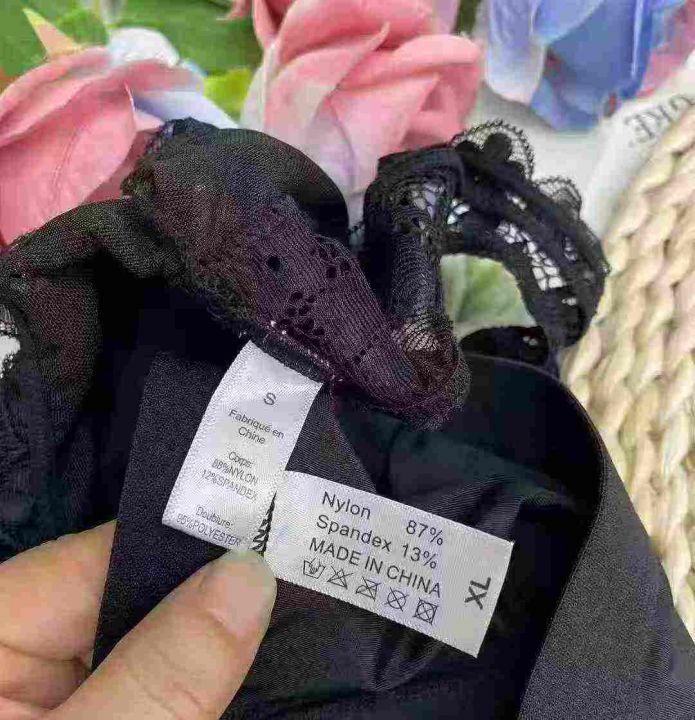 S
Fabriqué en
Chine
Corps:
88%NYLON
12%SPANDEX
Doublure:
95%POLYESTER
Nylon 87%
Spandex 13%
MADE IN CHINA
XL